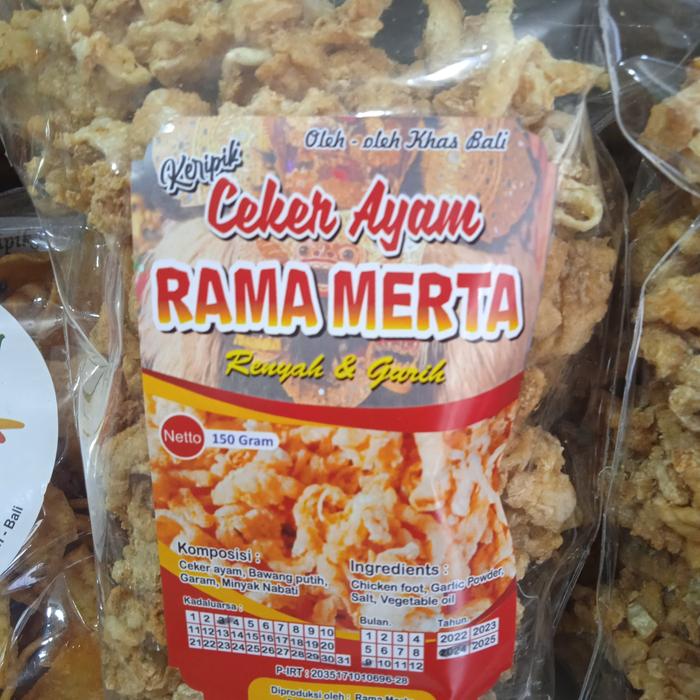 Oleh - oleh Khas Bali
Keripik
Ceker Ayam
RAMA MERTA
Renyah & Gurih
Netto 150 Gram
Komposisi :
Ceker ayam, Bawang putih,
Garam, Minyak Nabati
Ingredients :
Chicken foot, Garlic Powder,
Salt, Vegetable oil
Kadaluarsa :
1 2 3 4 5 6 7 8 9 10
11 12 13 14 15 16 17 18 19 20
21 22 23 24 25 26 27 28 29 30 31
Bulan.
1 2 3 4
5 6 7 8
9 10 11 12
Tahun
2022 2023
2024 2025
P-IRT : 2035171010696-28
Diproduksi oleh : Rama Merta
- Bali